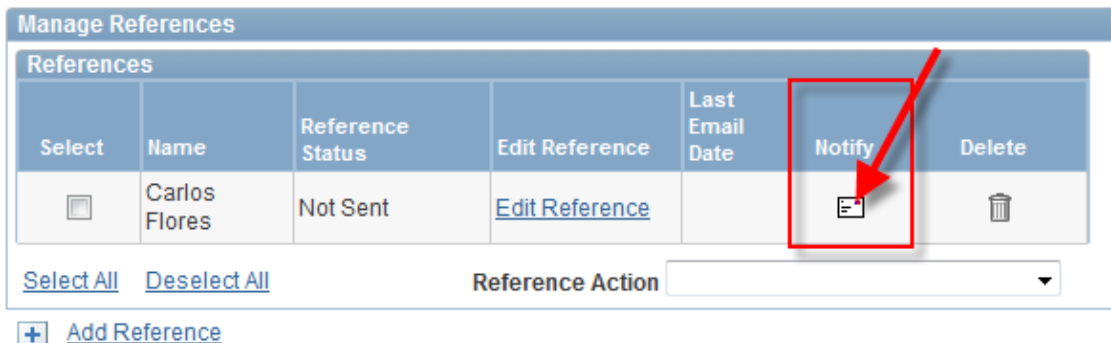 Manage References
References
Select Name Reference Status Edit Reference Last Email Date Notify Delete
Carlos Flores Not Sent Edit Reference
Select All Deselect All Reference Action
Add Reference